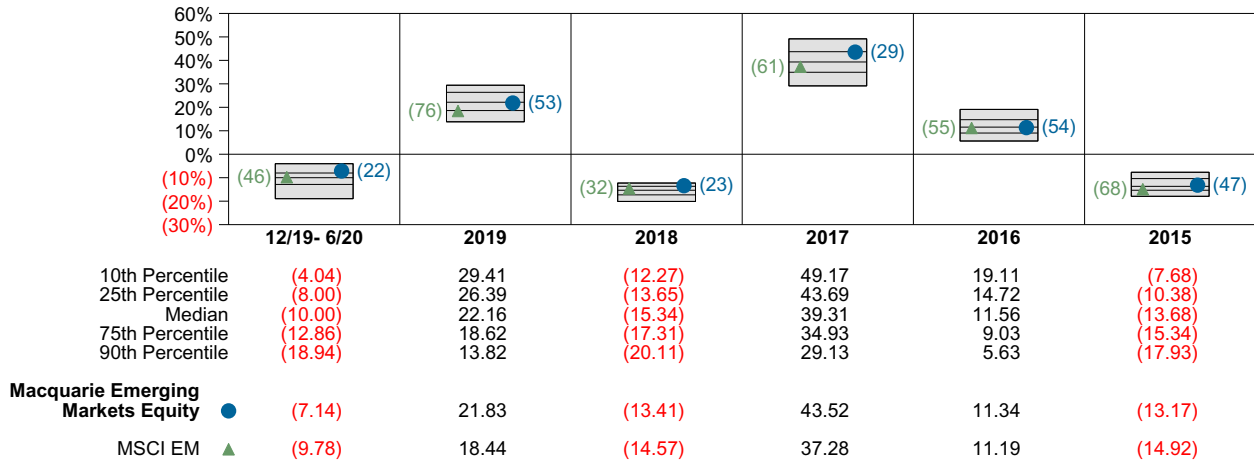 60%
50%
40%
30%
20%
10%
0%
(10%)
(20%)
(30%)
(46) (22)
(76) (53)
(32) (23)
(61) (29)
(55) (54)
(68) (47)
12/19- 6/20 2019 2018 2017 2016 2015
10th Percentile (4.04) 29.41 (12.27) 49.17 19.11 (7.68)
25th Percentile (8.00) 26.39 (13.65) 43.69 14.72 (10.38)
Median (10.00) 22.16 (15.34) 39.31 11.56 (13.68)
75th Percentile (12.86) 18.62 (17.31) 34.93 9.03 (15.34)
90th Percentile (18.94) 13.82 (20.11) 29.13 5.63 (17.93)
Macquarie Emerging
Markets Equity (7.14) 21.83 (13.41) 43.52 11.34 (13.17)
MSCI EM (9.78) 18.44 (14.57) 37.28 11.19 (14.92)